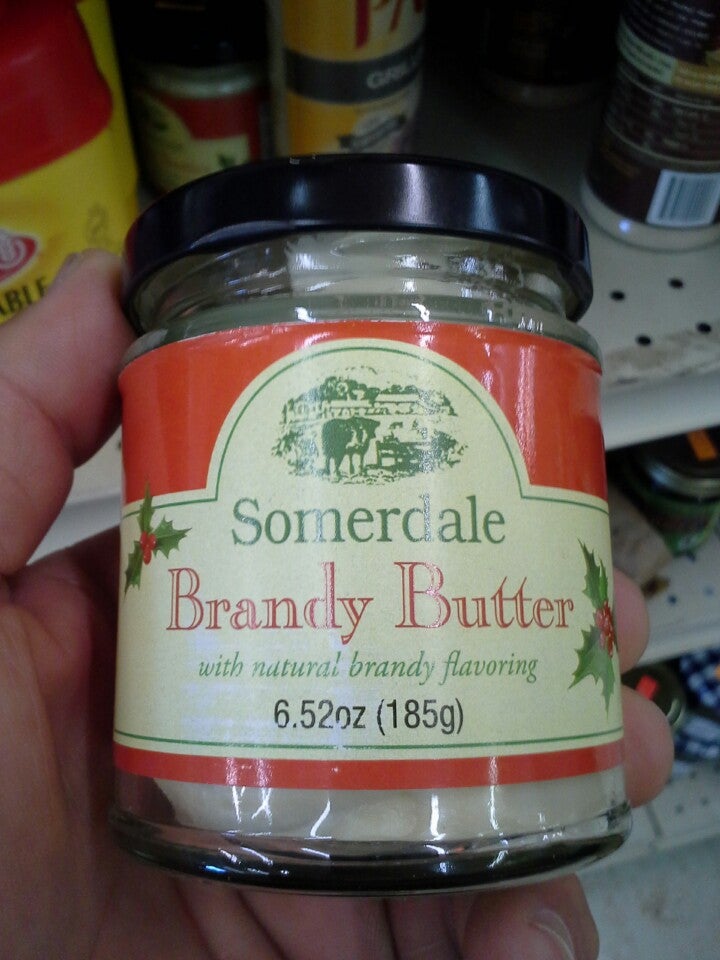 Somerdale
Brandy Butter
with natural brandy flavoring
6.52oz (185g)